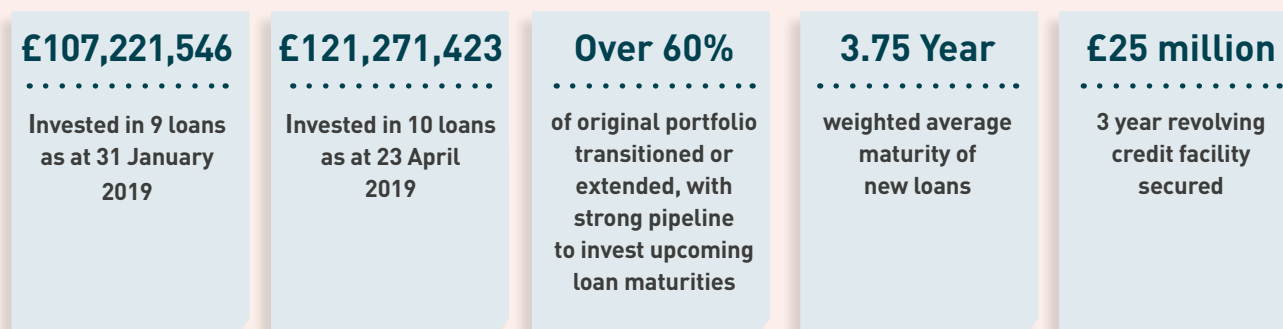 £107,221,546
Invested in 9 loans
as at 31 January
2019
£121,271,423
Invested in 10 loans
as at 23 April
2019
Over 60%
of original portfolio
transitioned or
extended, with
strong pipeline
to invest upcoming
loan maturities
3.75 Year
weighted average
maturity of
new loans
£25 million
3 year revolving
credit facility
secured